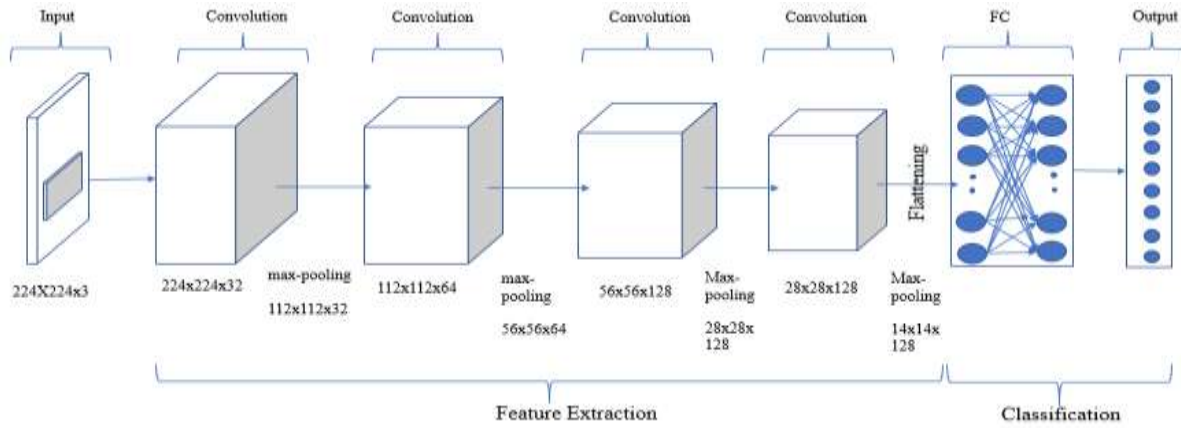 Input
Convolution
Convolution
Convolution
Convolution
FC
Output
Flattening
224X224x3
224x224x32
max-pooling
112x112x32
112x112x64
max-
pooling
56x56x64
56x56x128
Max-
pooling
28x28x
128
28x28x128
Max-
pooling
14x14x
128
Feature Extraction
Classification